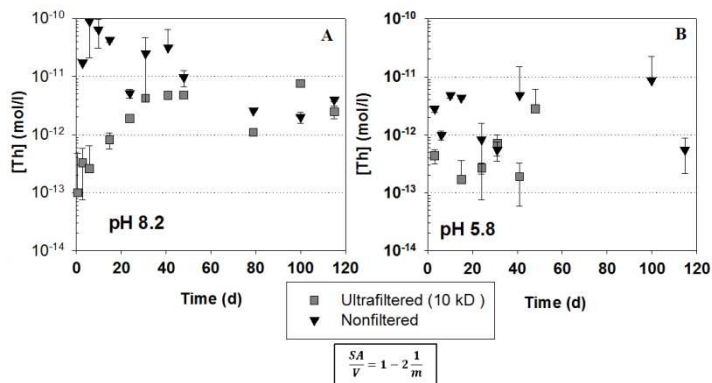 A
B
[Th] (mol/l)
[Th] (mol/l)
10⁻¹⁰
10⁻¹¹
10⁻¹²
10⁻¹³
10⁻¹⁴
10⁻¹⁰
10⁻¹¹
10⁻¹²
10⁻¹³
10⁻¹⁴
pH 8.2
pH 5.8
0 20 40 60 80 100 120
0 20 40 60 80 100 120
Time (d)
Time (d)
Ultrafiltered (10 kD )
Nonfiltered
SA/V = 1 − 2 1/m